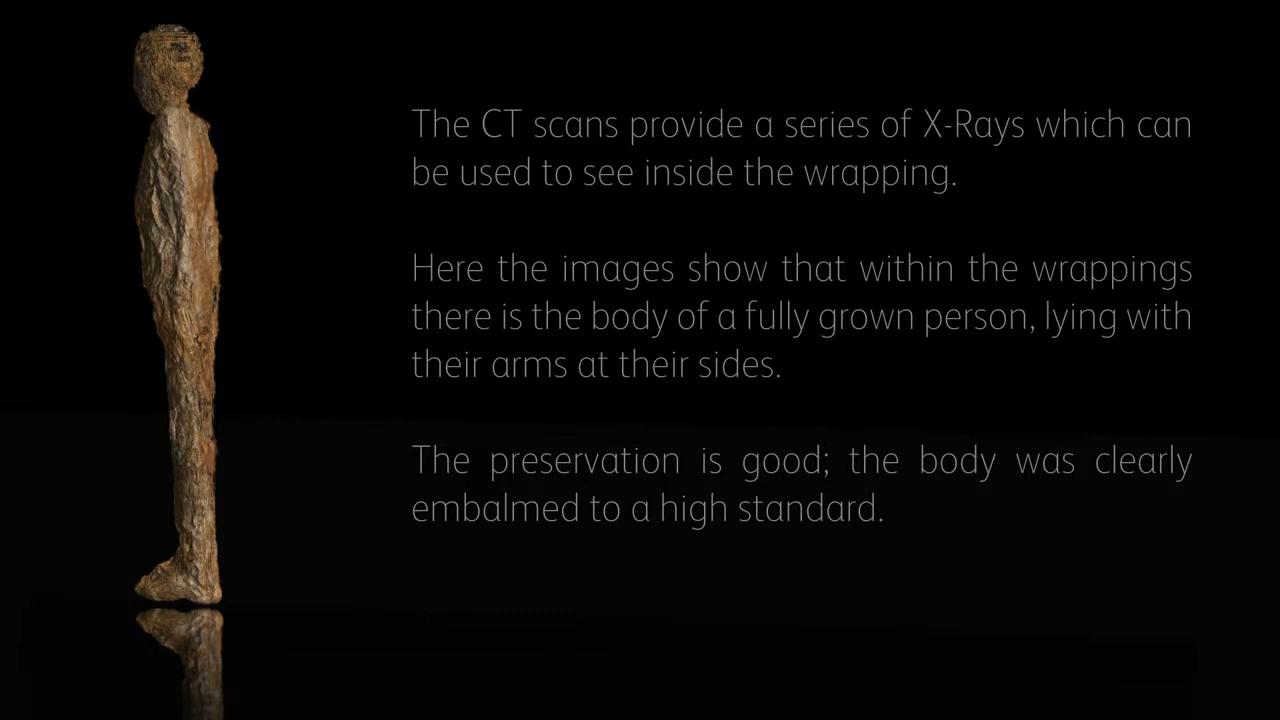 The CT scans provide a series of X-Rays which can
be used to see inside the wrapping.
Here the images show that within the wrappings
there is the body of a fully grown person, lying with
their arms at their sides.
The preservation is good; the body was clearly
embalmed to a high standard.